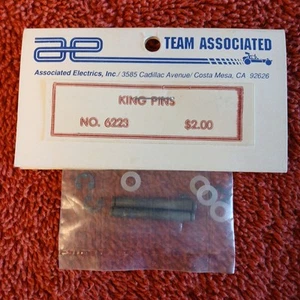 ae TEAM ASSOCIATED
Associated Electrics, Inc./ 3585 Cadillac Avenue/ Costa Mesa, CA 92626
KING PINS
NO. 6223 $2.00